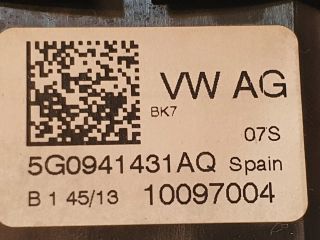 VW AG
BK7
07S
5G0941431AQ Spain
B 1 45/13 10097004